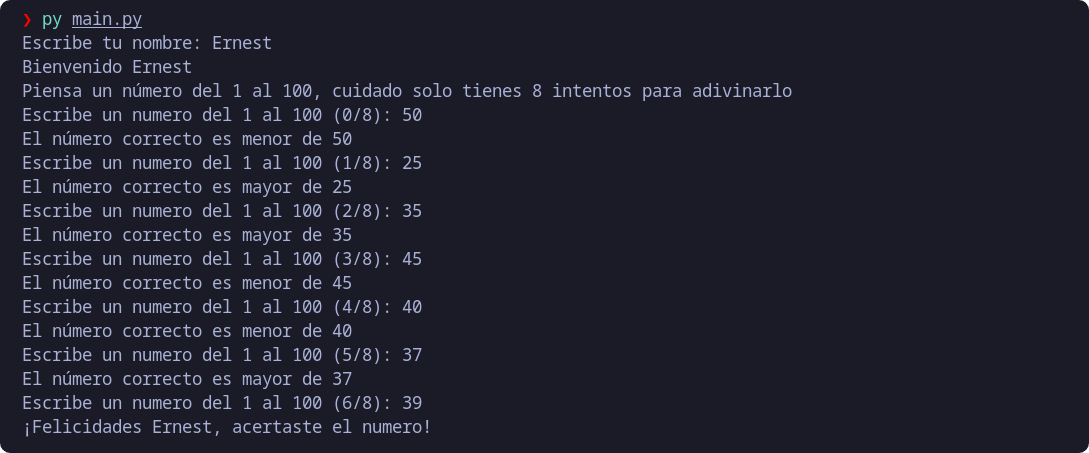 ❯ py main.py
Escribe tu nombre: Ernest
Bienvenido Ernest
Piensa un número del 1 al 100, cuidado solo tienes 8 intentos para adivinarlo
Escribe un numero del 1 al 100 (0/8): 50
El número correcto es menor de 50
Escribe un numero del 1 al 100 (1/8): 25
El número correcto es mayor de 25
Escribe un numero del 1 al 100 (2/8): 35
El número correcto es mayor de 35
Escribe un numero del 1 al 100 (3/8): 45
El número correcto es menor de 45
Escribe un numero del 1 al 100 (4/8): 40
El número correcto es menor de 40
Escribe un numero del 1 al 100 (5/8): 37
El número correcto es mayor de 37
Escribe un numero del 1 al 100 (6/8): 39
¡Felicidades Ernest, acertaste el numero!